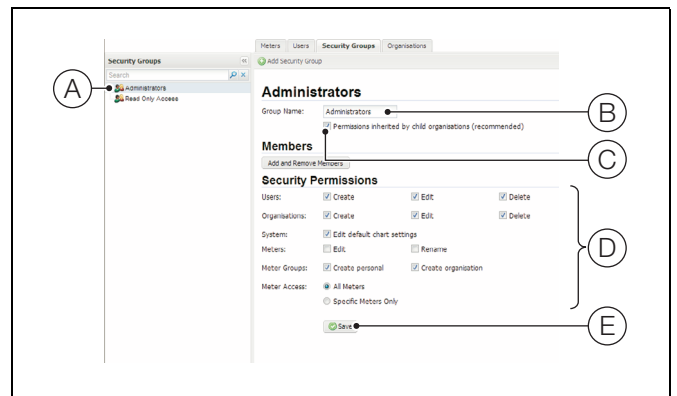 Meters Users Security Groups Organisations
Security Groups «
Add Security Group
Search
Administrators
Read Only Access
A
Administrators
Group Name: Administrators
B
Permissions inherited by child organisations (recommended)
C
Members
Add and Remove Members
Security Permissions
Users: Create Edit Delete
Organisations: Create Edit Delete
System: Edit default chart settings
Meters: Edit Rename
D
Meter Groups: Create personal Create organisation
Meter Access: All Meters
Specific Meters Only
Save
E